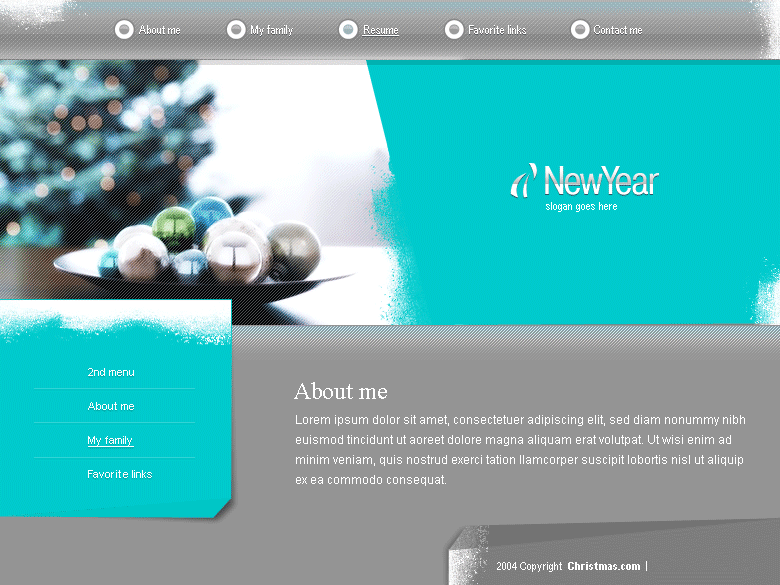 About me
My family
Resume
Favorite links
Contact me
NewYear
slogan goes here
2nd menu
About me
My family
Favorite links
About me
Lorem ipsum dolor sit amet, consectetuer adipiscing elit, sed diam nonummy nibh
euismod tincidunt ut aoreet dolore magna aliquam erat volutpat. Ut wisi enim ad
minim veniam, quis nostrud exerci tation llamcorper suscipit lobortis nisl ut aliquip
ex ea commodo consequat.
2004 Copyright Christmas.com |